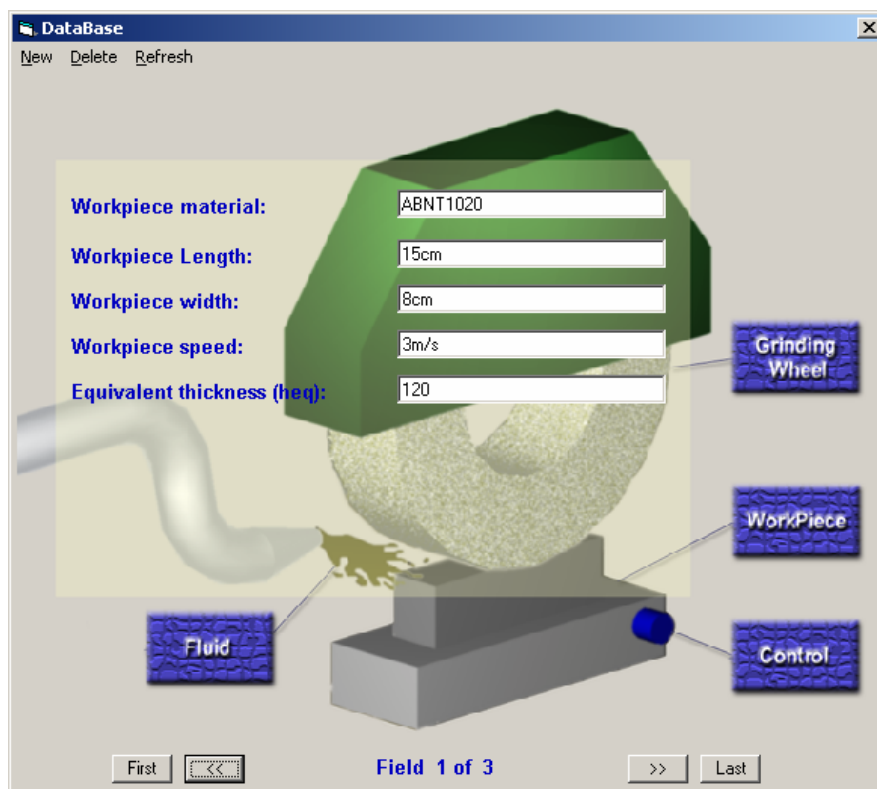 DataBase
New Delete Refresh
Workpiece material: ABNT1020
Workpiece Length: 15cm
Workpiece width: 8cm
Workpiece speed: 3m/s
Equivalent thickness (heq): 120
Grinding
Wheel
WorkPiece
Fluid
Control
First << Field 1 of 3 >> Last